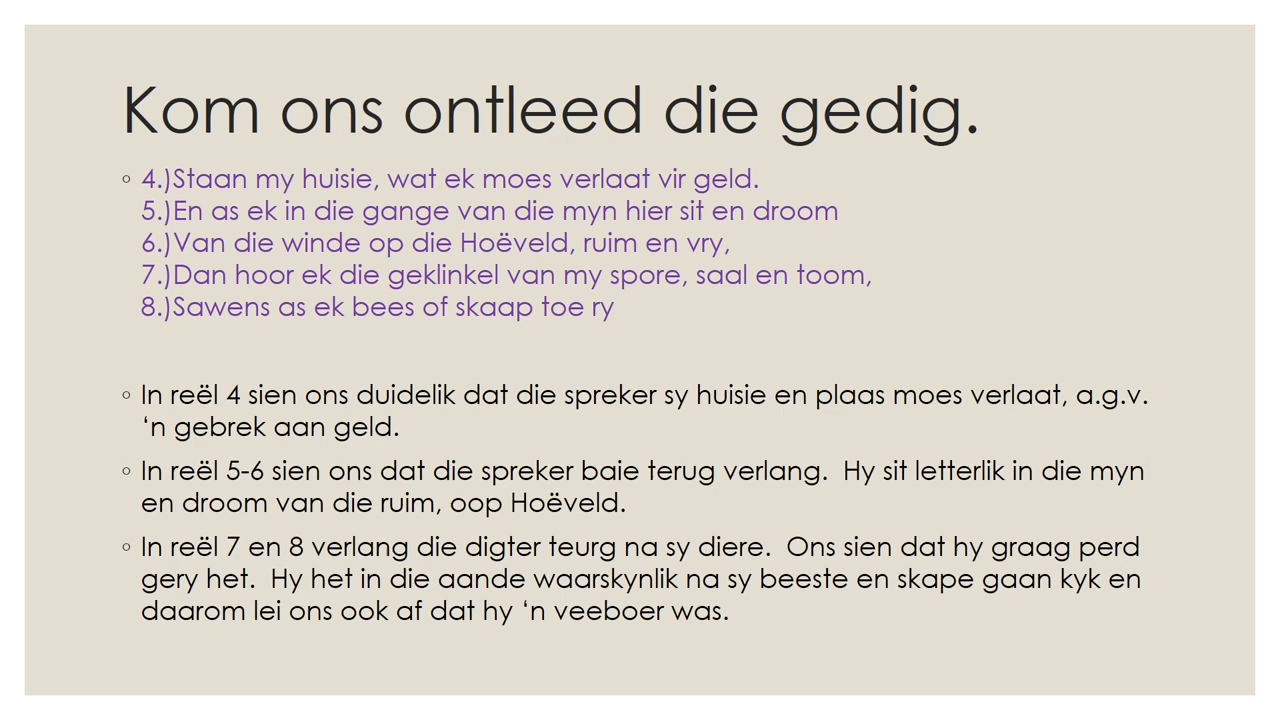 Kom ons ontleed die gedig.
◦ 4.)Staan my huisie, wat ek moes verlaat vir geld.
5.)En as ek in die gange van die myn hier sit en droom
6.)Van die winde op die Hoëveld, ruim en vry,
7.)Dan hoor ek die geklinkel van my spore, saal en toom,
8.)Sawens as ek bees of skaap toe ry
◦ In reël 4 sien ons duidelik dat die spreker sy huisie en plaas moes verlaat, a.g.v.
‘n gebrek aan geld.
◦ In reël 5-6 sien ons dat die spreker baie terug verlang.  Hy sit letterlik in die myn
en droom van die ruim, oop Hoëveld.
◦ In reël 7 en 8 verlang die digter teurg na sy diere.  Ons sien dat hy graag perd
gery het.  Hy het in die aande waarskynlik na sy beeste en skape gaan kyk en
daarom lei ons ook af dat hy ‘n veeboer was.